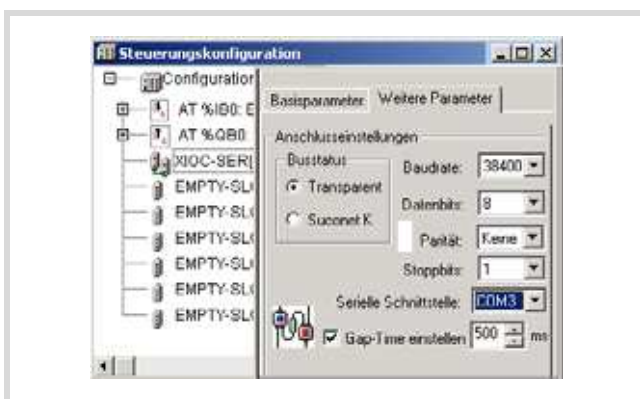 Steuerungskonfiguration
Configuration
AT %IB0: E
AT %QB0:
XIOC-SER[
EMPTY-SL
EMPTY-SL
EMPTY-SL
EMPTY-SL
EMPTY-SL
EMPTY-SL
Basisparameter
Weitere Parameter
Anschlusseinstellungen
Busstatus
Transparent
Suconet K
Baudrate: 38400
Datenbits: 8
Parität: Keine
Stoppbits: 1
Serielle Schnittstelle: COM3
Gap-Time einstellen 500 ms